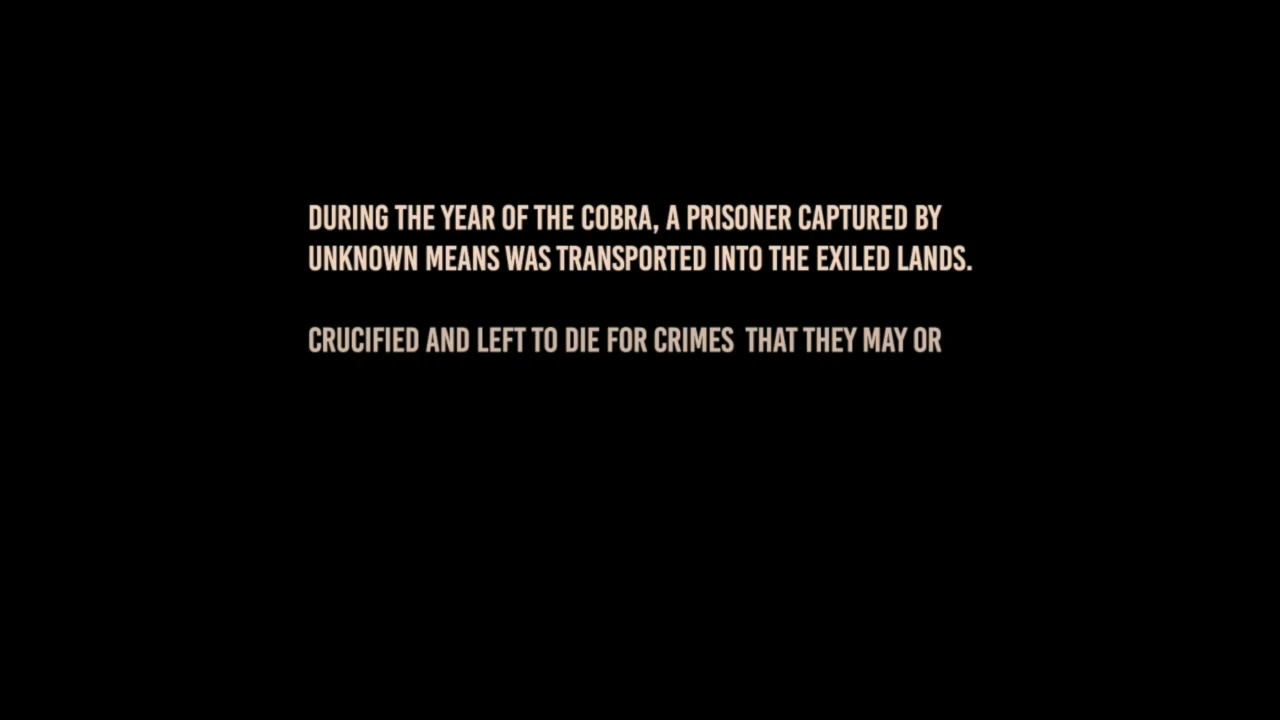 DURING THE YEAR OF THE COBRA, A PRISONER CAPTURED BY
UNKNOWN MEANS WAS TRANSPORTED INTO THE EXILED LANDS.
CRUCIFIED AND LEFT TO DIE FOR CRIMES THAT THEY MAY OR